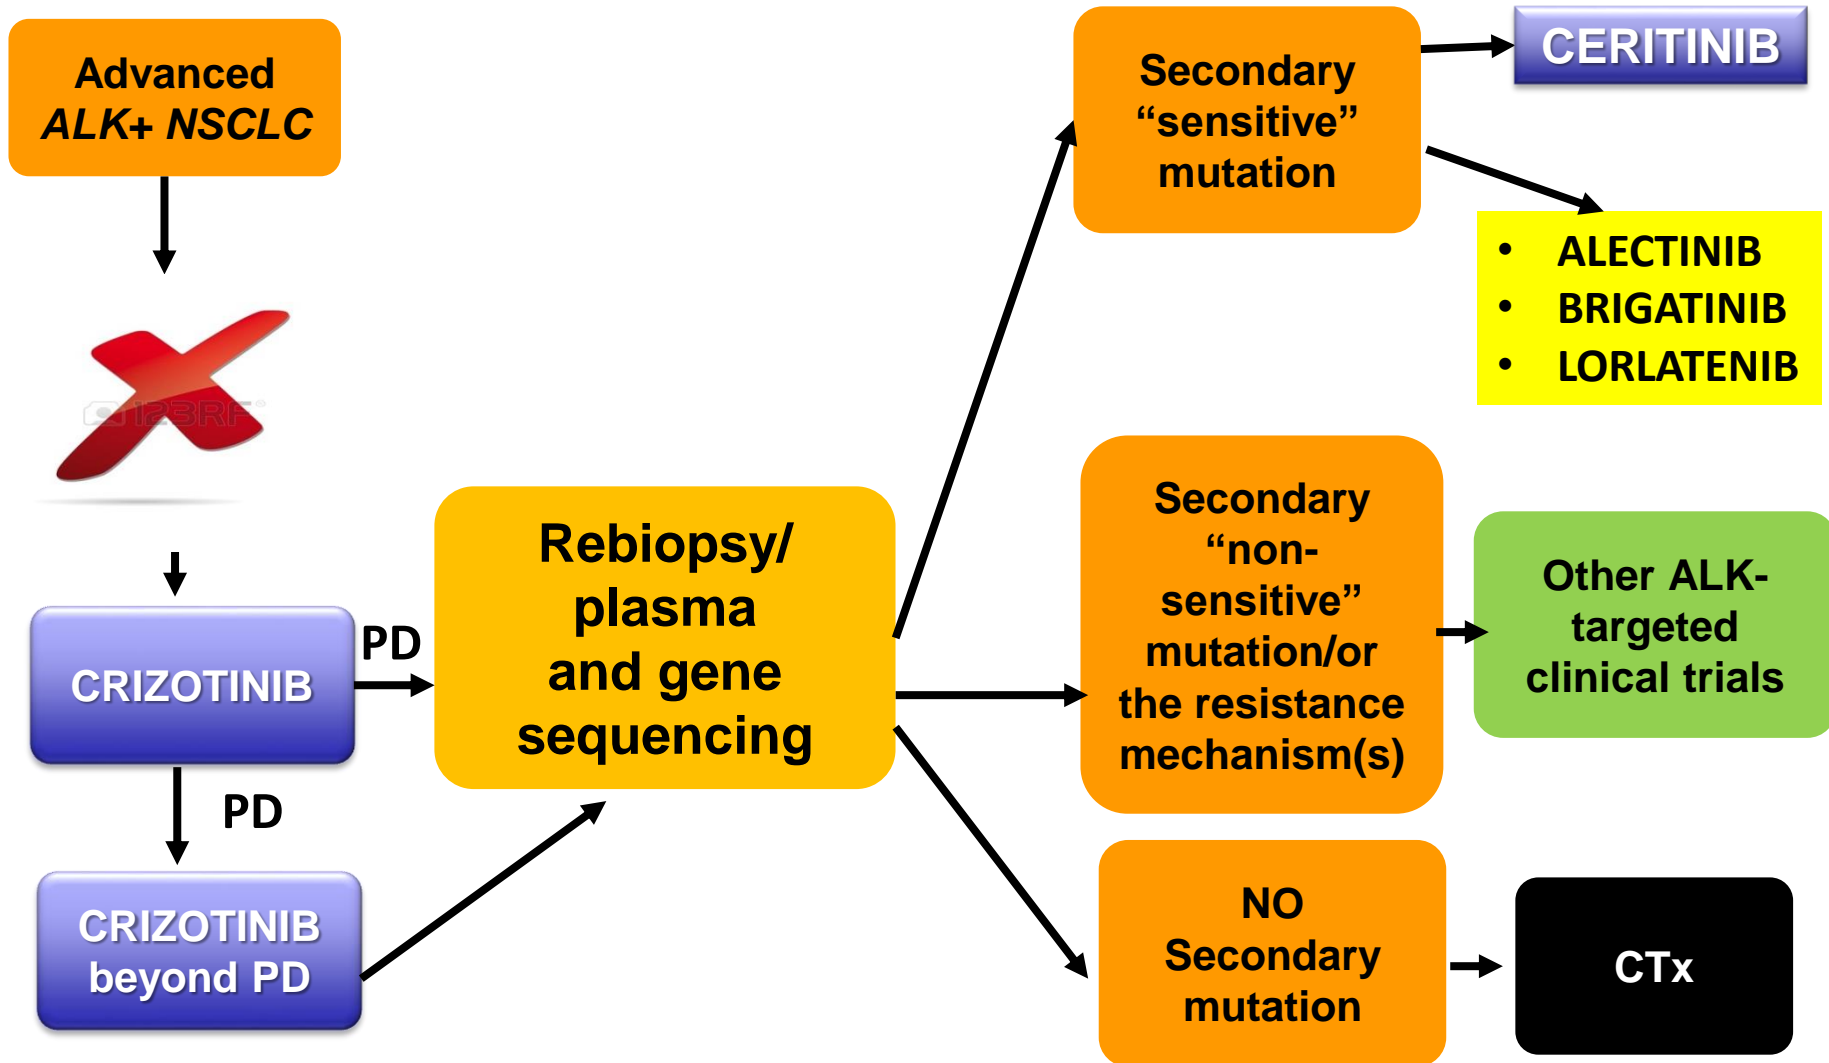 Advanced
ALK+ NSCLC
123RF
CRIZOTINIB
PD
PD
CRIZOTINIB
beyond PD
Rebiopsy/
plasma
and gene
sequencing
Secondary
“sensitive”
mutation
CERITINIB
• ALECTINIB
• BRIGATINIB
• LORLATENIB
Secondary
“non-
sensitive”
mutation/or
the resistance
mechanism(s)
Other ALK-
targeted
clinical trials
NO
Secondary
mutation
CTx